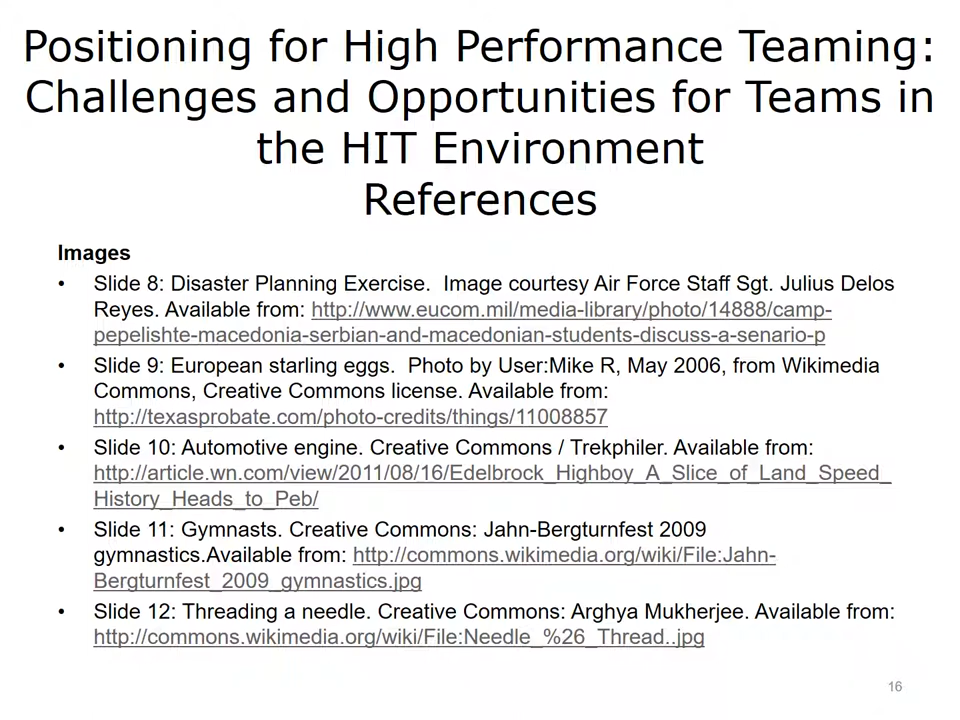 Positioning for High Performance Teaming:
Challenges and Opportunities for Teams in
the HIT Environment
References
Images
• Slide 8: Disaster Planning Exercise.  Image courtesy Air Force Staff Sgt. Julius Delos
Reyes. Available from: http://www.eucom.mil/media-library/photo/14888/camp-
pepelishte-macedonia-serbian-and-macedonian-students-discuss-a-senario-p
• Slide 9: European starling eggs.  Photo by User:Mike R, May 2006, from Wikimedia
Commons, Creative Commons license. Available from:
http://texasprobate.com/photo-credits/things/11008857
• Slide 10: Automotive engine. Creative Commons / Trekphiler. Available from:
http://article.wn.com/view/2011/08/16/Edelbrock_Highboy_A_Slice_of_Land_Speed_
History_Heads_to_Peb/
• Slide 11: Gymnasts. Creative Commons: Jahn-Bergturnfest 2009
gymnastics.Available from: http://commons.wikimedia.org/wiki/File:Jahn-
Bergturnfest_2009_gymnastics.jpg
• Slide 12: Threading a needle. Creative Commons: Arghya Mukherjee. Available from:
http://commons.wikimedia.org/wiki/File:Needle_%26_Thread..jpg
16